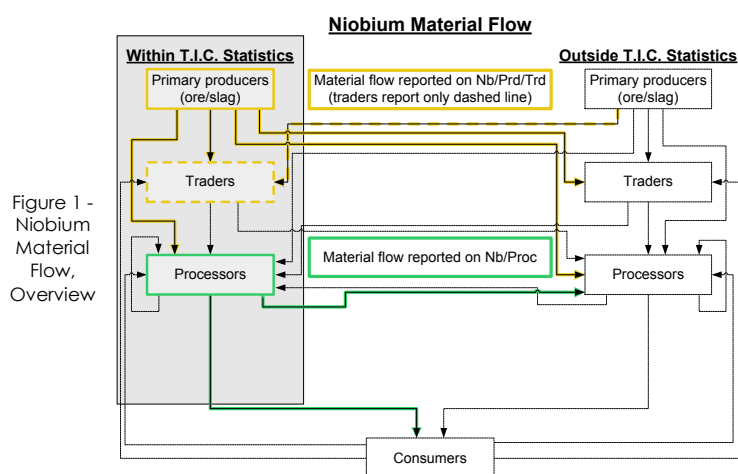 Niobium Material Flow
Within T.I.C. Statistics
Outside T.I.C. Statistics
Primary producers
(ore/slag)
Material flow reported on Nb/Prd/Trd
(traders report only dashed line)
Primary producers
(ore/slag)
Traders
Traders
Figure 1 -
Niobium
Material
Flow,
Overview
Processors
Material flow reported on Nb/Proc
Processors
Consumers